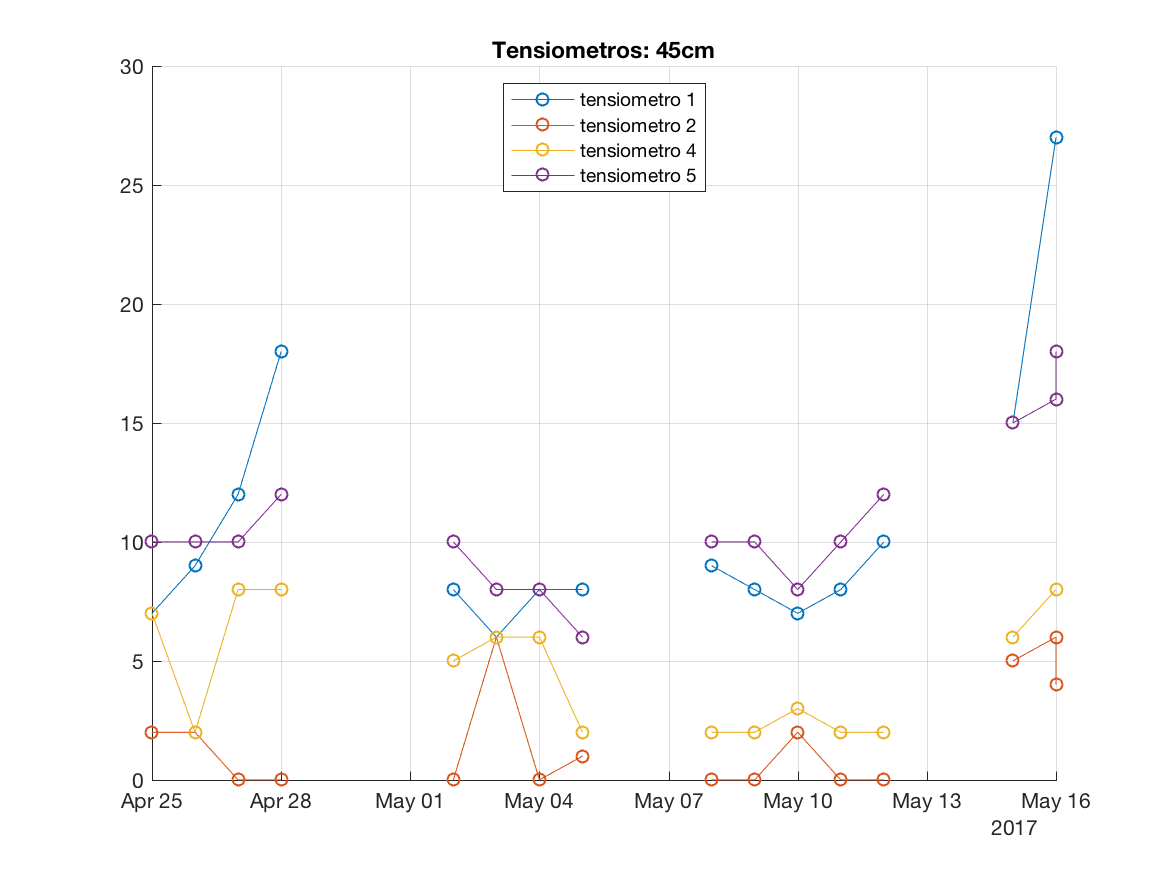 Tensiometros: 45cm
tensiometro 1
tensiometro 2
tensiometro 4
tensiometro 5
30
25
20
15
10
5
0
Apr 25 Apr 28 May 01 May 04 May 07 May 10 May 13 May 16
2017